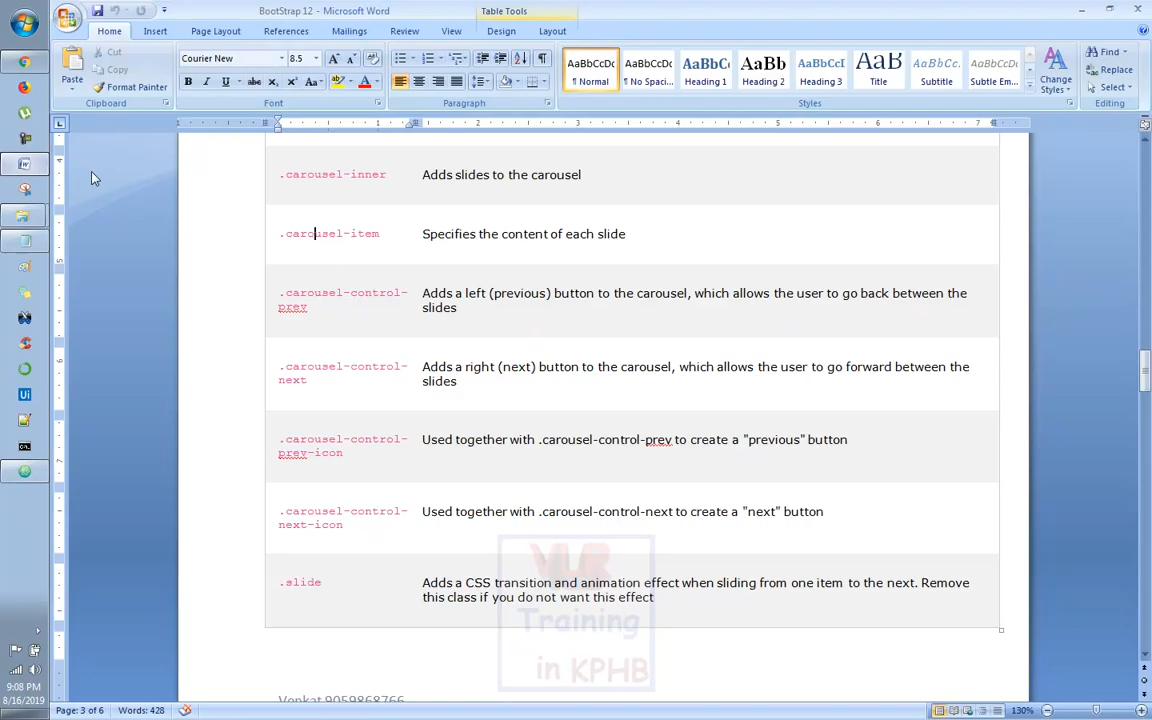 BootStrap 12 - Microsoft Word
Table Tools
Home
Insert
Page Layout
References
Mailings
Review
View
Design
Layout
Paste
Cut
Copy
Format Painter
Clipboard
Courier New
8.5
Font
Paragraph
AaBbCcDc
¶ Normal
AaBbCcDc
¶ No Spaci...
AaBbC
Heading 1
AaBbCc
Heading 2
AaBbCc
Heading 3
AaB
Title
AaBbCc.
Subtitle
AaBbCcDc
Subtle Em...
Change
Styles
Styles
Find
Replace
Select
Editing
.carousel-inner
Adds slides to the carousel
.carousel-item
Specifies the content of each slide
.carousel-control-
prev
Adds a left (previous) button to the carousel, which allows the user to go back between the
slides
.carousel-control-
next
Adds a right (next) button to the carousel, which allows the user to go forward between the
slides
.carousel-control-
prev-icon
Used together with .carousel-control-prev to create a "previous" button
.carousel-control-
next-icon
Used together with .carousel-control-next to create a "next" button
.slide
Adds a CSS transition and animation effect when sliding from one item to the next. Remove
this class if you do not want this effect
VLR
Training
in KPHB
Venkat 9059868766
9:08 PM
8/16/2019
Page: 3 of 6
Words: 428
130%